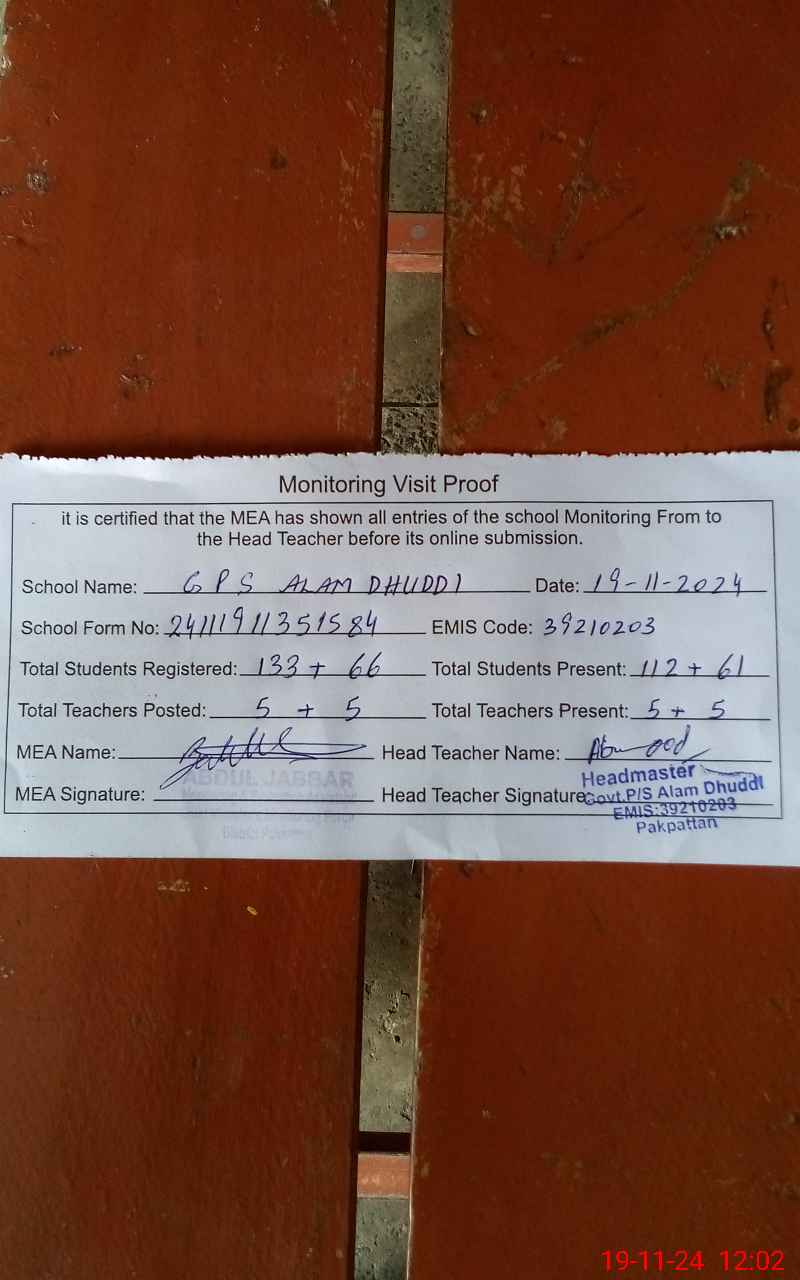 Monitoring Visit Proof
it is certified that the MEA has shown all entries of the school Monitoring From to
the Head Teacher before its online submission.
School Name: GPS ALAM DHUDDI Date: 19-11-2024
School Form No: 24111911351584 EMIS Code: 39210203
Total Students Registered: 133 + 66 Total Students Present: 112 + 61
Total Teachers Posted: 5 + 5 Total Teachers Present: 5 + 5
MEA Name: Head Teacher Name:
ABDUL JABBAR
MEA Signature: Head Teacher Signature
Headmaster
Govt.P/S Alam Dhuddi
EMIS:39210203
Pakpattan
19-11-24 12:02